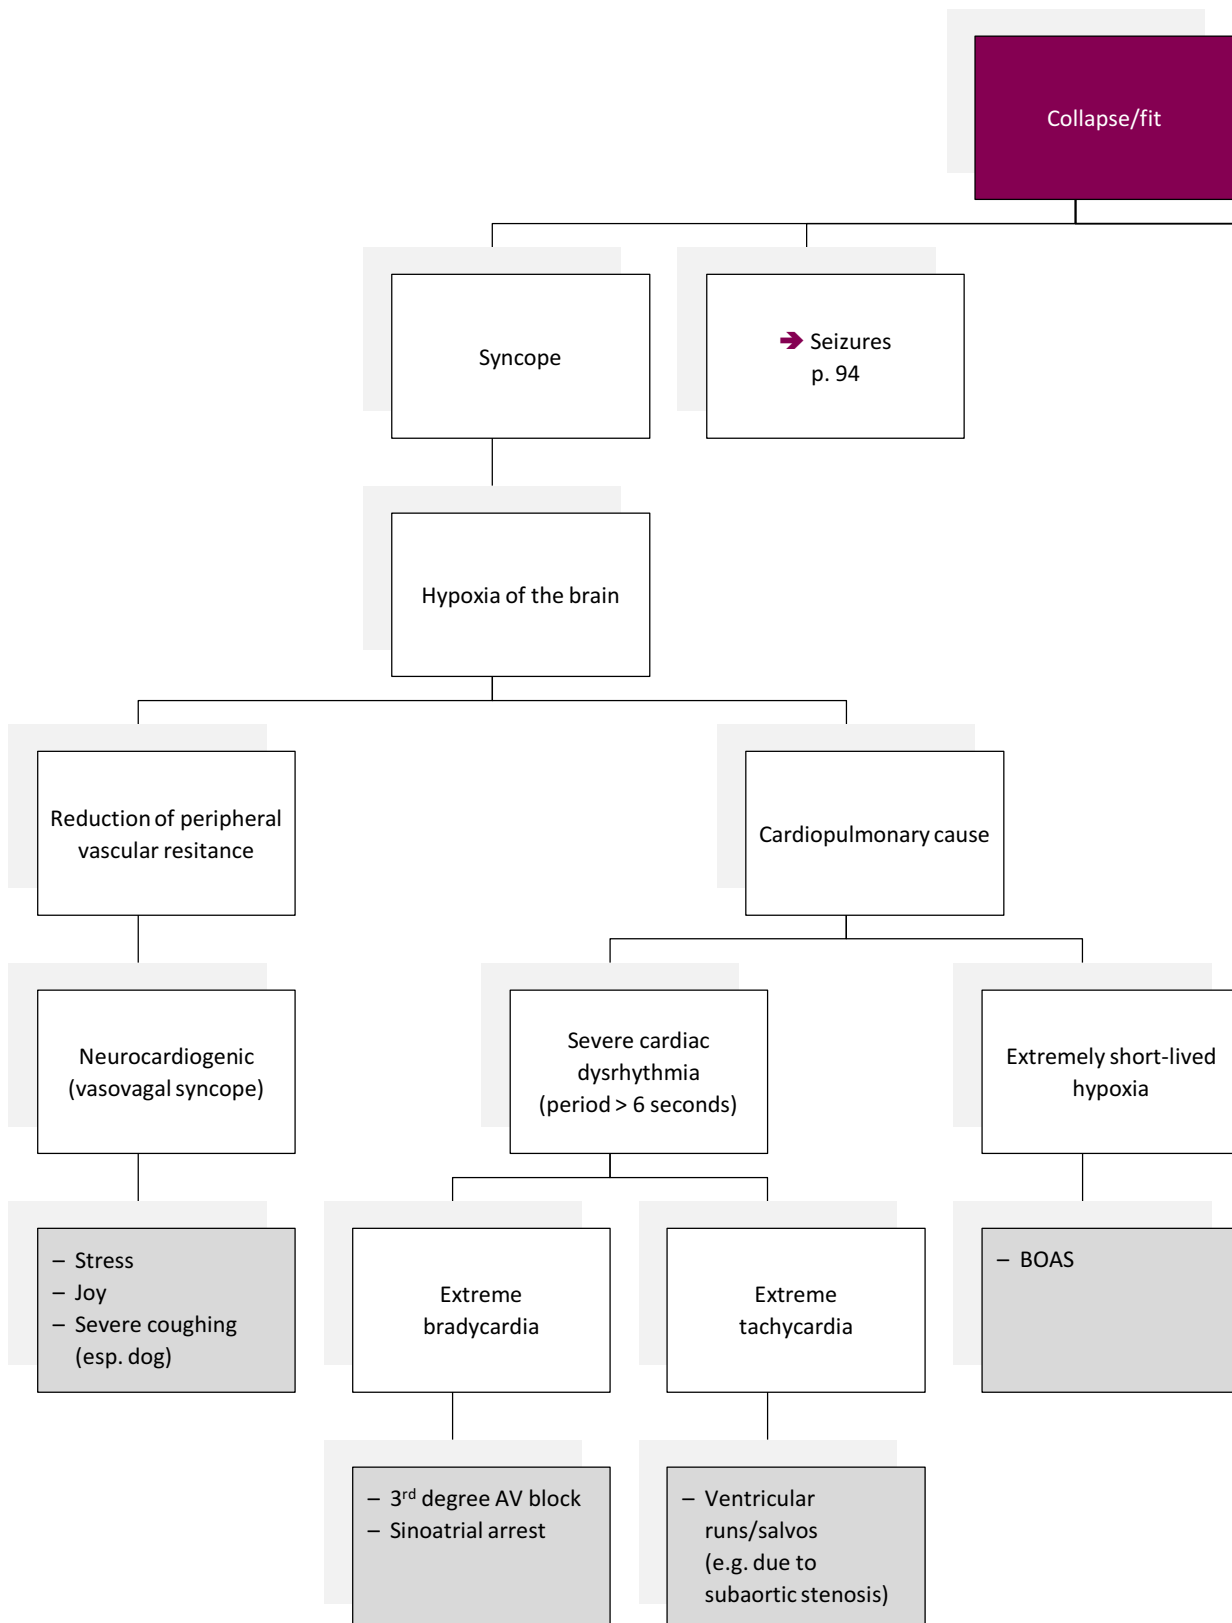 Collapse/fit
Syncope
➔ Seizures
p. 94
Hypoxia of the brain
Reduction of peripheral
vascular resitance
Cardiopulmonary cause
Neurocardiogenic
(vasovagal syncope)
Severe cardiac
dysrhythmia
(period > 6 seconds)
Extremely short-lived
hypoxia
– Stress
– Joy
– Severe coughing
(esp. dog)
Extreme
bradycardia
Extreme
tachycardia
– BOAS
– 3rd degree AV block
– Sinoatrial arrest
– Ventricular
runs/salvos
(e.g. due to
subaortic stenosis)